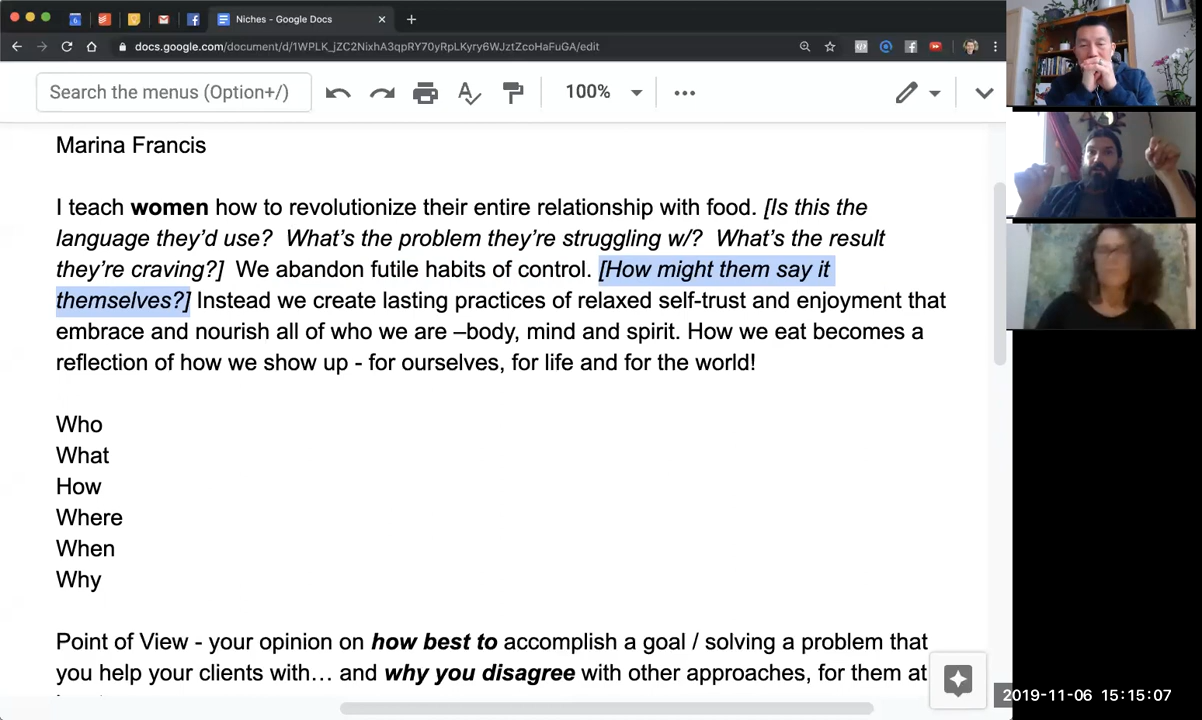 Niches - Google Docs
docs.google.com/document/d/1WPLK_jZC2NixhA3qpRY70yRpLKyry6WJztZcoHaFuGA/edit
Search the menus (Option+/)
100%
Marina Francis
I teach women how to revolutionize their entire relationship with food. [Is this the
language they'd use? What's the problem they're struggling w/? What's the result
they're craving?] We abandon futile habits of control. [How might them say it
themselves?] Instead we create lasting practices of relaxed self-trust and enjoyment that
embrace and nourish all of who we are –body, mind and spirit. How we eat becomes a
reflection of how we show up - for ourselves, for life and for the world!
Who
What
How
Where
When
Why
Point of View - your opinion on how best to accomplish a goal / solving a problem that
you help your clients with… and why you disagree with other approaches, for them at
2019-11-06 15:15:07